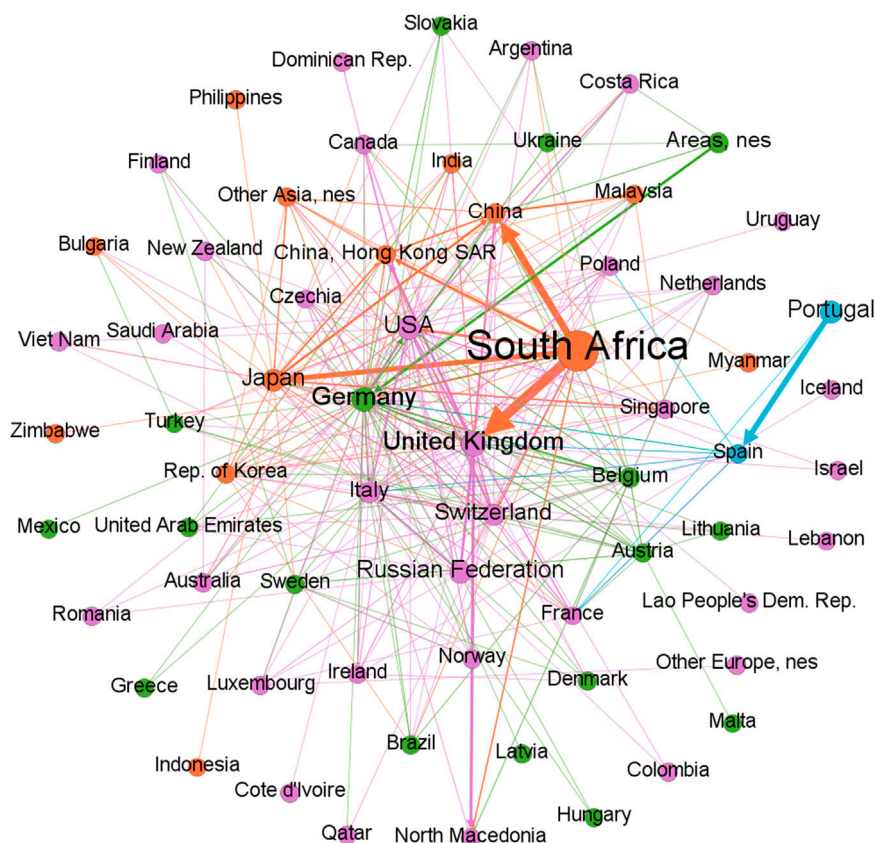 Slovakia
Dominican Rep.
Argentina
Costa Rica
Philippines
Canada
Ukraine
Areas, nes
Finland
India
Other Asia, nes
Malaysia
China
Uruguay
Bulgaria
New Zealand
China, Hong Kong SAR
Poland
Netherlands
Czechia
Portugal
Viet Nam
Saudi Arabia
USA
South Africa
Myanmar
Japan
Iceland
Germany
Singapore
Zimbabwe
Turkey
United Kingdom
Spain
Rep. of Korea
Belgium
Israel
Italy
Mexico
United Arab Emirates
Switzerland
Lithuania
Lebanon
Austria
Australia
Sweden
Russian Federation
Romania
France
Lao People's Dem. Rep.
Norway
Other Europe, nes
Greece
Luxembourg
Ireland
Denmark
Malta
Brazil
Latvia
Indonesia
Colombia
Cote d'Ivoire
Hungary
Qatar
North Macedonia